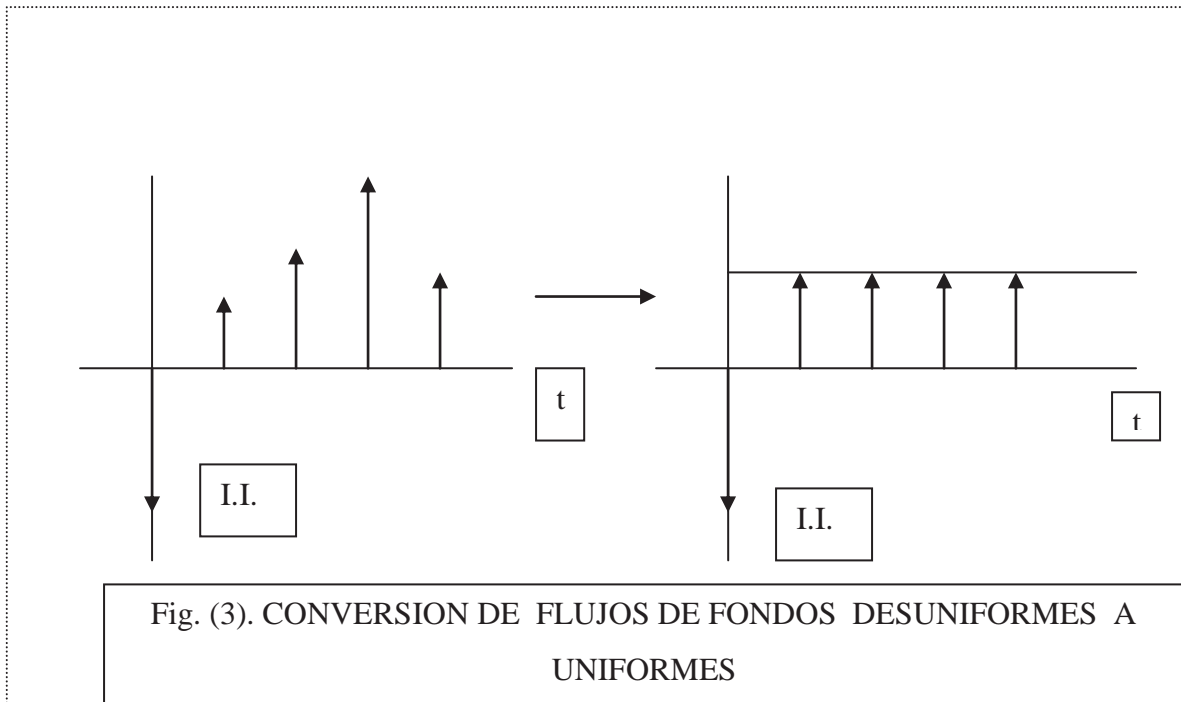 t
t
I.I.
I.I.
Fig. (3). CONVERSION DE FLUJOS DE FONDOS DESUNIFORMES A
UNIFORMES